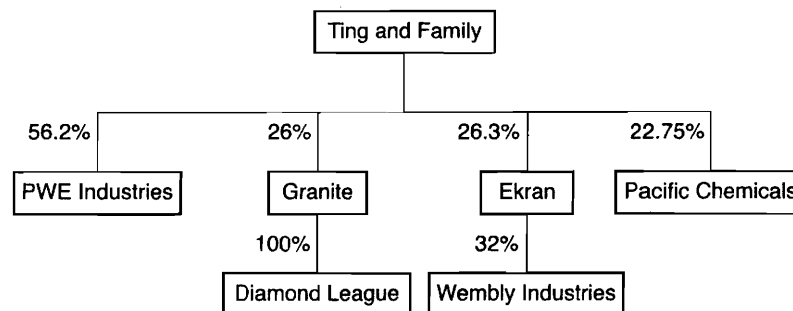 Ting and Family
56.2%
26%
26.3%
22.75%
PWE Industries
Granite
Ekran
Pacific Chemicals
100%
32%
Diamond League
Wembly Industries